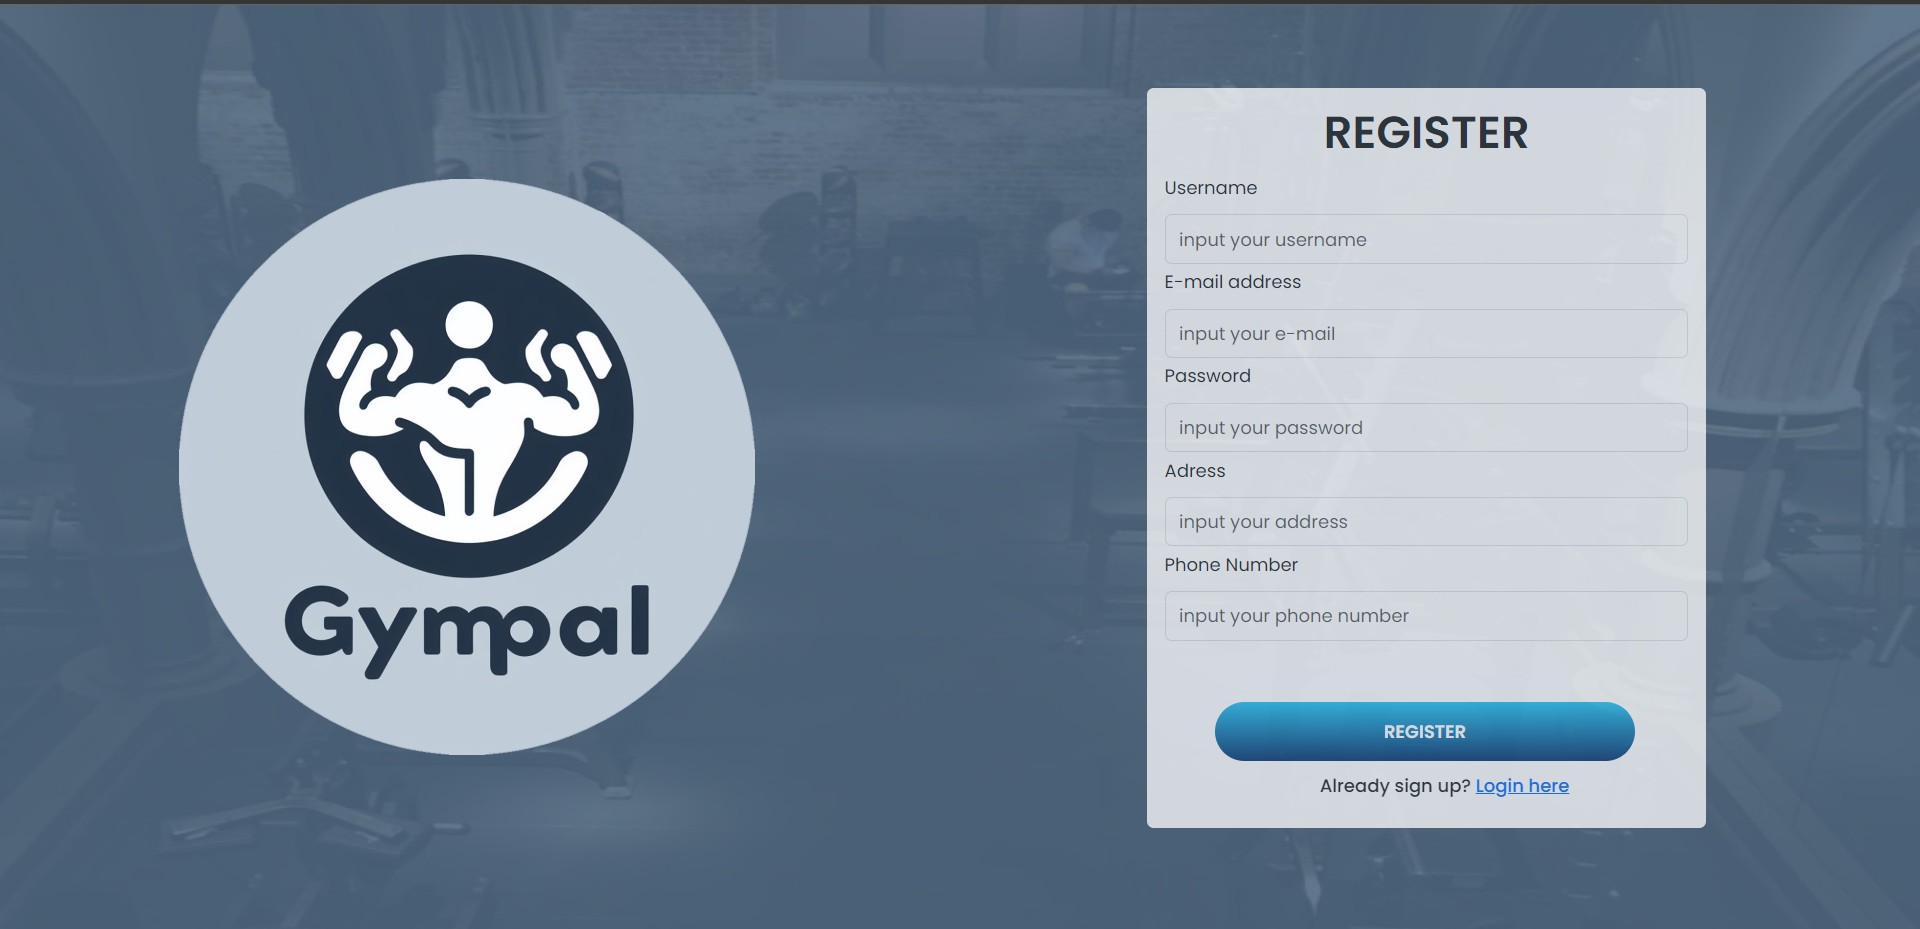 Gympal
REGISTER
Username
input your username
E-mail address
input your e-mail
Password
input your password
Adress
input your address
Phone Number
input your phone number
REGISTER
Already sign up? Login here